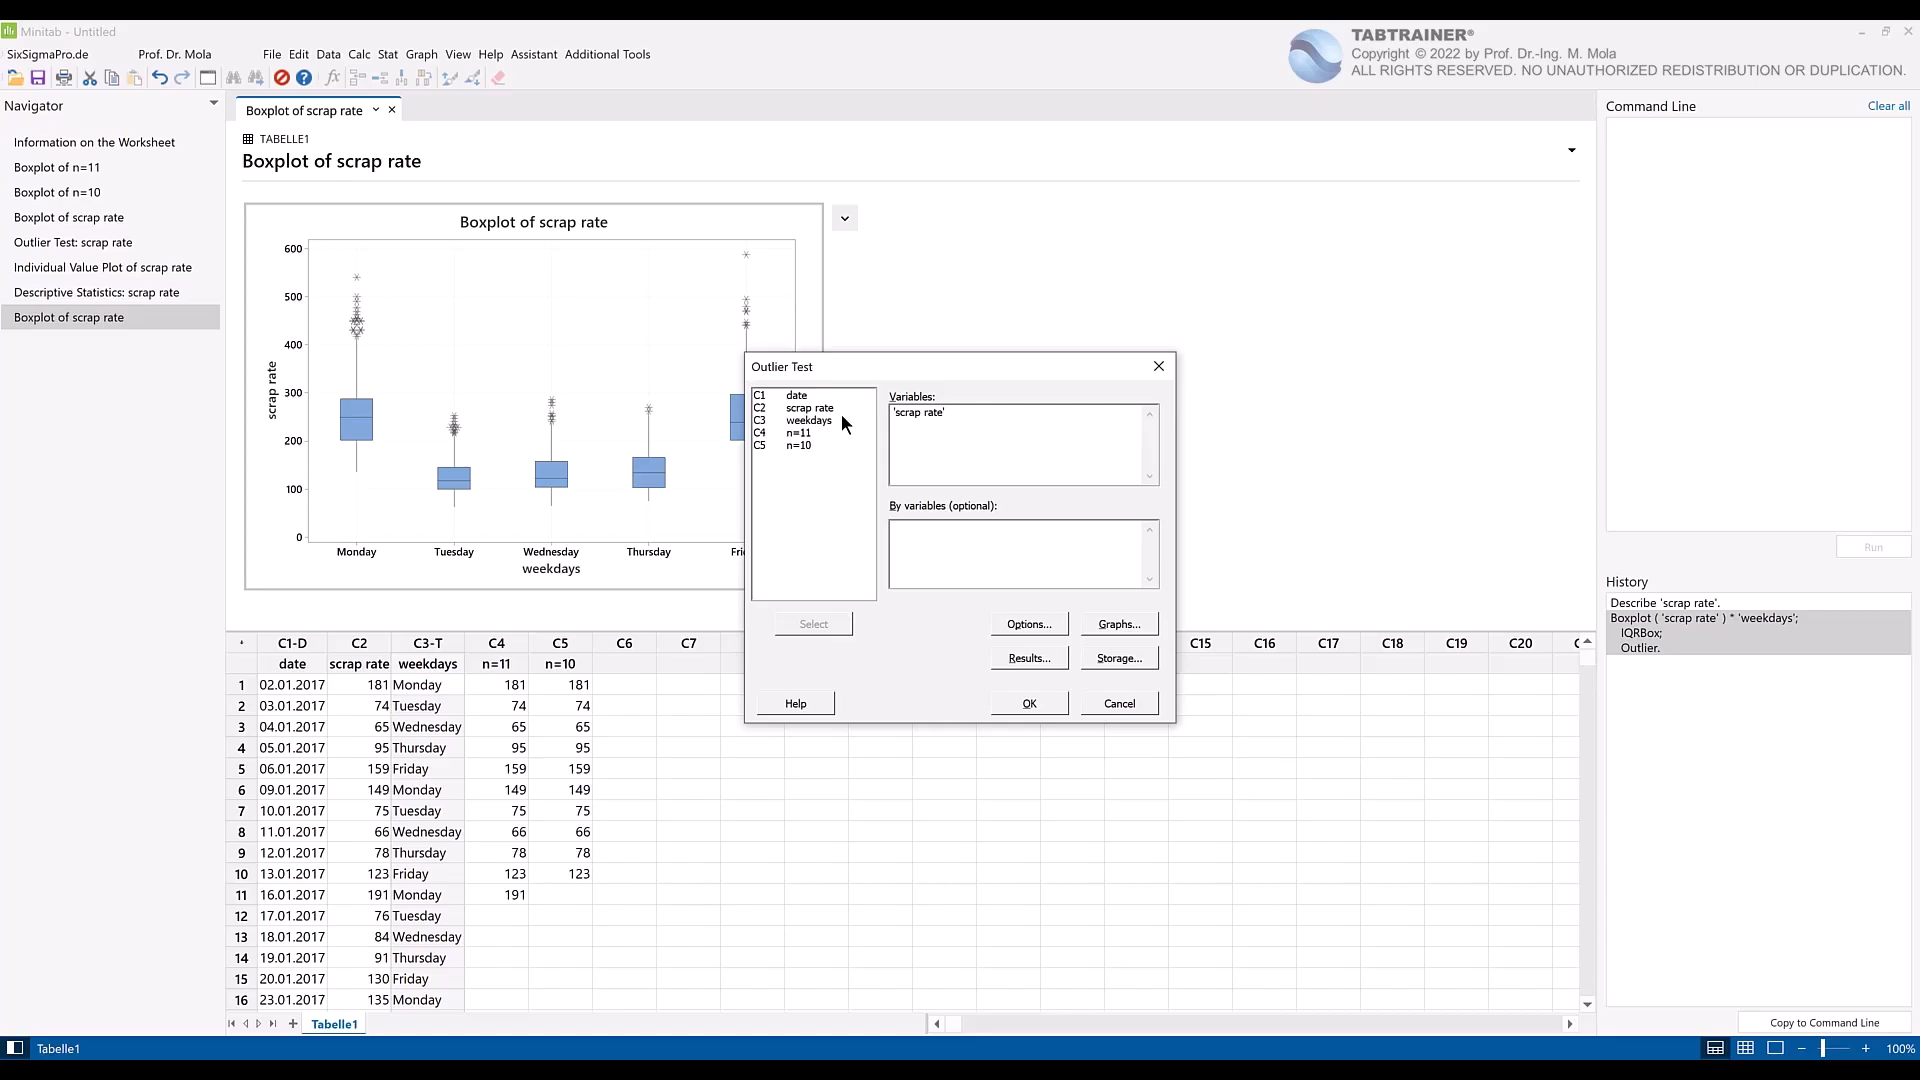 Minitab - Untitled
TABTRAINER®
Copyright © 2022 by Prof. Dr.-Ing. M. Mola
ALL RIGHTS RESERVED. NO UNAUTHORIZED REDISTRIBUTION OR DUPLICATION.
SixSigmaPro.de Prof. Dr. Mola File Edit Data Calc Stat Graph View Help Assistant Additional Tools
Navigator
Information on the Worksheet
Boxplot of n=11
Boxplot of n=10
Boxplot of scrap rate
Outlier Test: scrap rate
Individual Value Plot of scrap rate
Descriptive Statistics: scrap rate
Boxplot of scrap rate
Boxplot of scrap rate
TABELLE1
Boxplot of scrap rate
Boxplot of scrap rate
600
500
400
300
200
100
0
scrap rate
Monday Tuesday Wednesday Thursday Fri
weekdays
Outlier Test
C1 date
C2 scrap rate
C3 weekdays
C4 n=11
C5 n=10
Variables:
'scrap rate'
By variables (optional):
Select
Options... Graphs...
Results... Storage...
Help OK Cancel
Command Line Clear all
Run
History
Describe 'scrap rate'.
Boxplot ( 'scrap rate' ) * 'weekdays';
IQRBox;
Outlier.
Copy to Command Line
C1-D C2 C3-T C4 C5 C6 C7 C15 C16 C17 C18 C19 C20
date scrap rate weekdays n=11 n=10
1 02.01.2017 181 Monday 181 181
2 03.01.2017 74 Tuesday 74 74
3 04.01.2017 65 Wednesday 65 65
4 05.01.2017 95 Thursday 95 95
5 06.01.2017 159 Friday 159 159
6 09.01.2017 149 Monday 149 149
7 10.01.2017 75 Tuesday 75 75
8 11.01.2017 66 Wednesday 66 66
9 12.01.2017 78 Thursday 78 78
10 13.01.2017 123 Friday 123 123
11 16.01.2017 191 Monday 191
12 17.01.2017 76 Tuesday
13 18.01.2017 84 Wednesday
14 19.01.2017 91 Thursday
15 20.01.2017 130 Friday
16 23.01.2017 135 Monday
Tabelle1
Tabelle1
100%